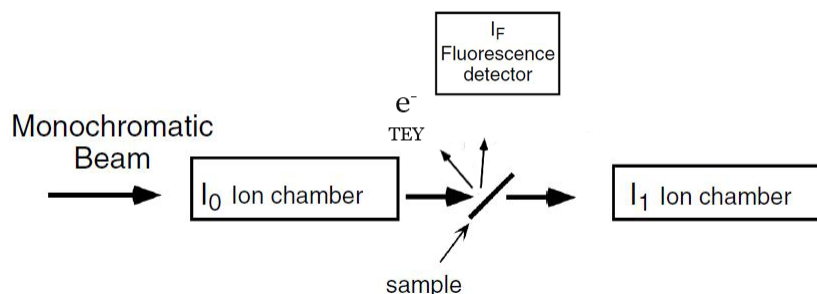 I_F
Fluorescence
detector
e⁻
TEY
Monochromatic
Beam
I₀ Ion chamber
I₁ Ion chamber
sample